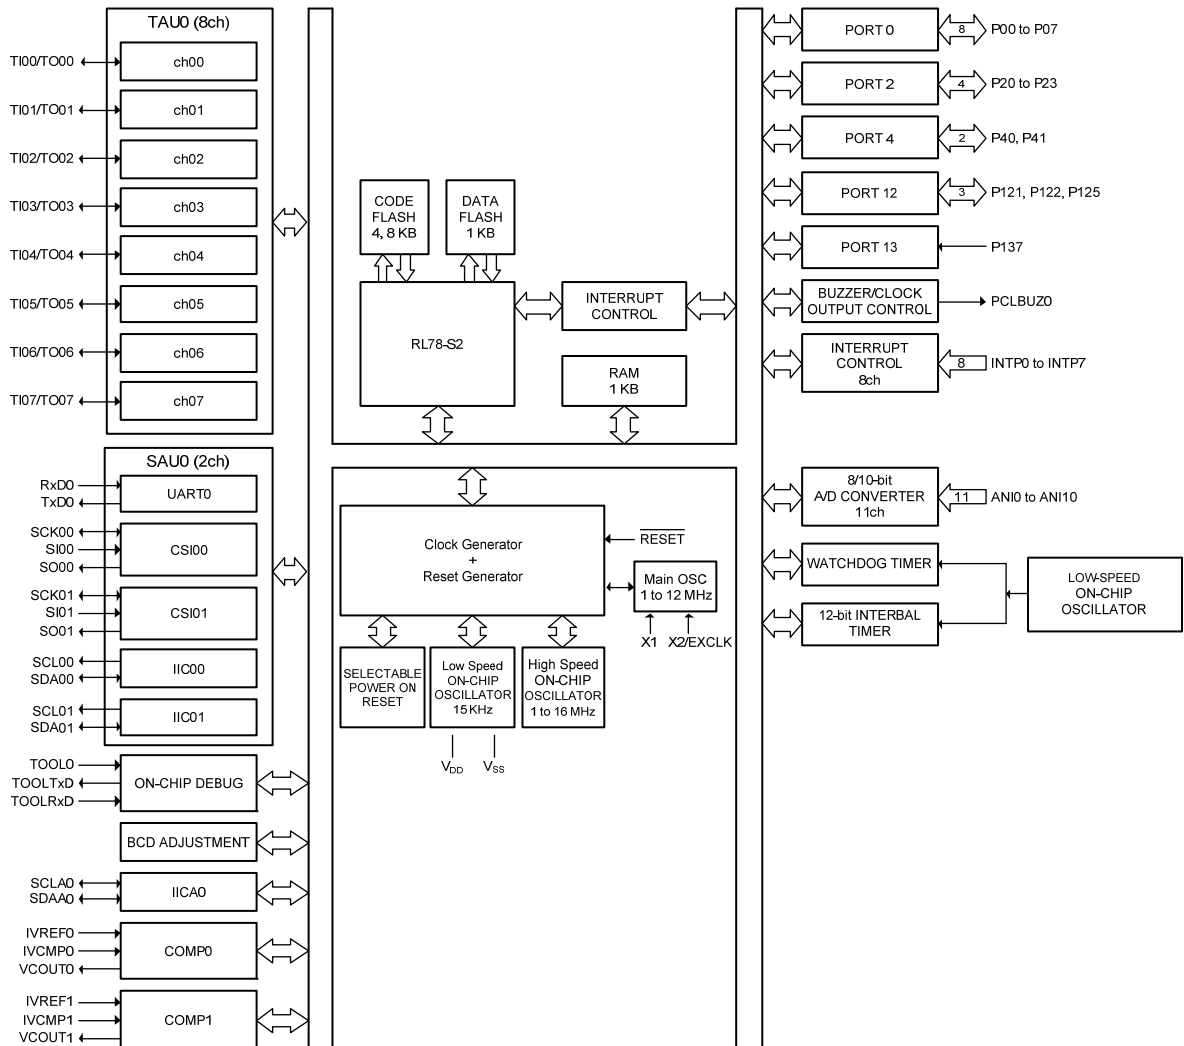 TAU0 (8ch)
TI00/TO00
ch00
TI01/TO01
ch01
TI02/TO02
ch02
TI03/TO03
ch03
TI04/TO04
ch04
TI05/TO05
ch05
TI06/TO06
ch06
TI07/TO07
ch07
SAU0 (2ch)
RxD0
TxD0
UART0
SCK00
SI00
SO00
CSI00
SCK01
SI01
SO01
CSI01
SCL00
SDA00
IIC00
SCL01
SDA01
IIC01
TOOL0
TOOLTxD
TOOLRxD
ON-CHIP DEBUG
BCD ADJUSTMENT
SCLA0
SDAA0
IICA0
IVREF0
IVCMP0
VCOUT0
COMP0
IVREF1
IVCMP1
VCOUT1
COMP1
CODE
FLASH
4, 8 KB
DATA
FLASH
1 KB
RL78-S2
INTERRUPT
CONTROL
RAM
1 KB
Clock Generator
+
Reset Generator
RESET
Main OSC
1 to 12 MHz
X1
X2/EXCLK
SELECTABLE
POWER ON
RESET
Low Speed
ON-CHIP
OSCILLATOR
15 KHz
High Speed
ON-CHIP
OSCILLATOR
1 to 16 MHz
VDD
VSS
PORT 0
8
P00 to P07
PORT 2
4
P20 to P23
PORT 4
2
P40, P41
PORT 12
3
P121, P122, P125
PORT 13
P137
BUZZER/CLOCK
OUTPUT CONTROL
PCLBUZ0
INTERRUPT
CONTROL
8ch
8
INTP0 to INTP7
8/10-bit
A/D CONVERTER
11ch
11
ANI0 to ANI10
WATCHDOG TIMER
12-bit INTERBAL
TIMER
LOW-SPEED
ON-CHIP
OSCILLATOR